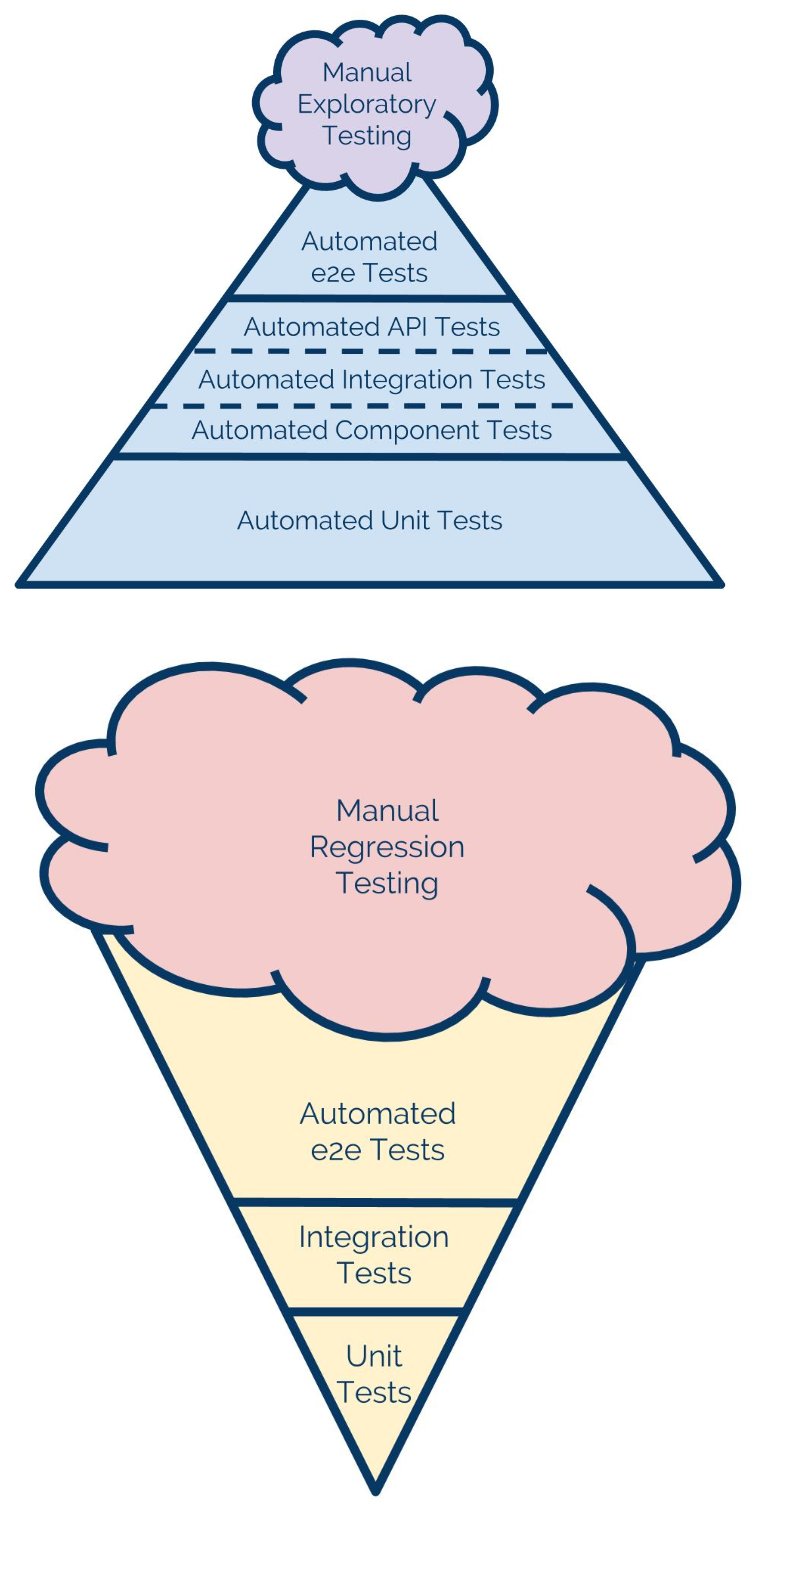 Manual
Exploratory
Testing
Automated
e2e Tests
Automated API Tests
Automated Integration Tests
Automated Component Tests
Automated Unit Tests
Manual
Regression
Testing
Automated
e2e Tests
Integration
Tests
Unit
Tests